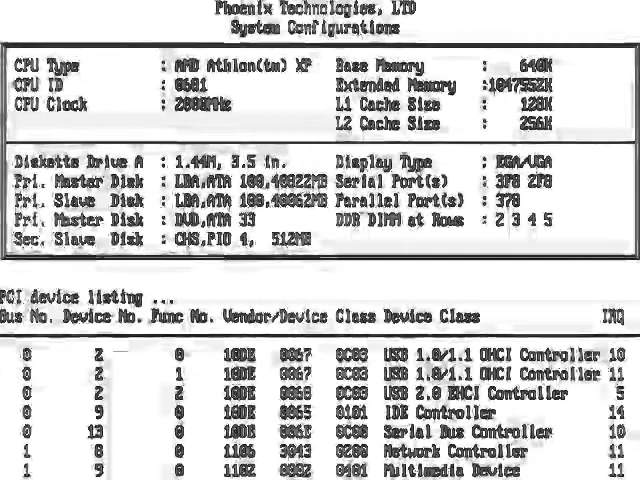 Phoenix Technologies, LTD
System Configurations
CPU Type : AMD Athlon(tm) XP Base Memory : 640K
CPU ID : 0681 Extended Memory :1047552K
CPU Clock : 2000MHz L1 Cache Size : 128K
L2 Cache Size : 256K
Diskette Drive A : 1.44M, 3.5 in. Display Type : EGA/VGA
Pri. Master Disk : LBA,ATA 100, Serial Port(s) : 3F8 2F8
Pri. Slave Disk : LBA,ATA 100, Parallel Port(s) : 378
Pri. Master Disk : DVD,ATA 33 DDR DIMM at Rows : 2 3 4 5
Sec. Slave Disk : CHS,PIO 4, 512MB
PCI device listing ...
Bus No. Device No. Func No. Vendor/Device Class Device Class IRQ
0 2 0 10DE 0067 0C03 USB 1.0/1.1 OHCI Controller 10
0 2 1 10DE 0067 0C03 USB 1.0/1.1 OHCI Controller 11
0 2 2 10DE 0068 0C03 USB 2.0 EHCI Controller 5
0 9 0 10DE 0065 0101 IDE Controller 14
0 13 0 10DE 006E 0C00 Serial Bus Controller 10
1 8 0 1106 3043 0200 Network Controller 11
1 9 0 1102 0002 0401 Multimedia Device 11